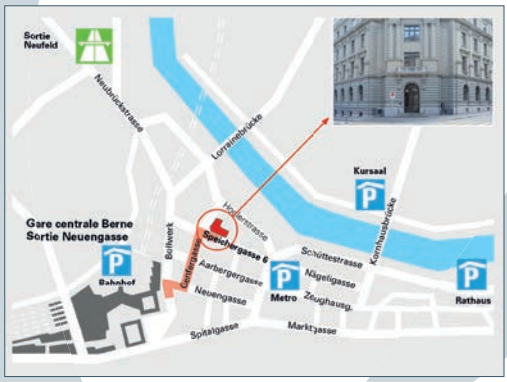 Sortie
Neufeld
Neubrückstrasse
Lorrainebrücke
Kursaal
P
Kornhausbrücke
Gare centrale Berne
Sortie Neuengasse
Bollwerk
Hodlerstrasse
Genfergasse
Speichergasse 6
Schüttestrasse
P
Bahnhof
Aarbergergasse
P
Metro
Nägeligasse
P
Rathaus
Neuengasse
Zeughausg.
Spitalgasse
Marktgasse